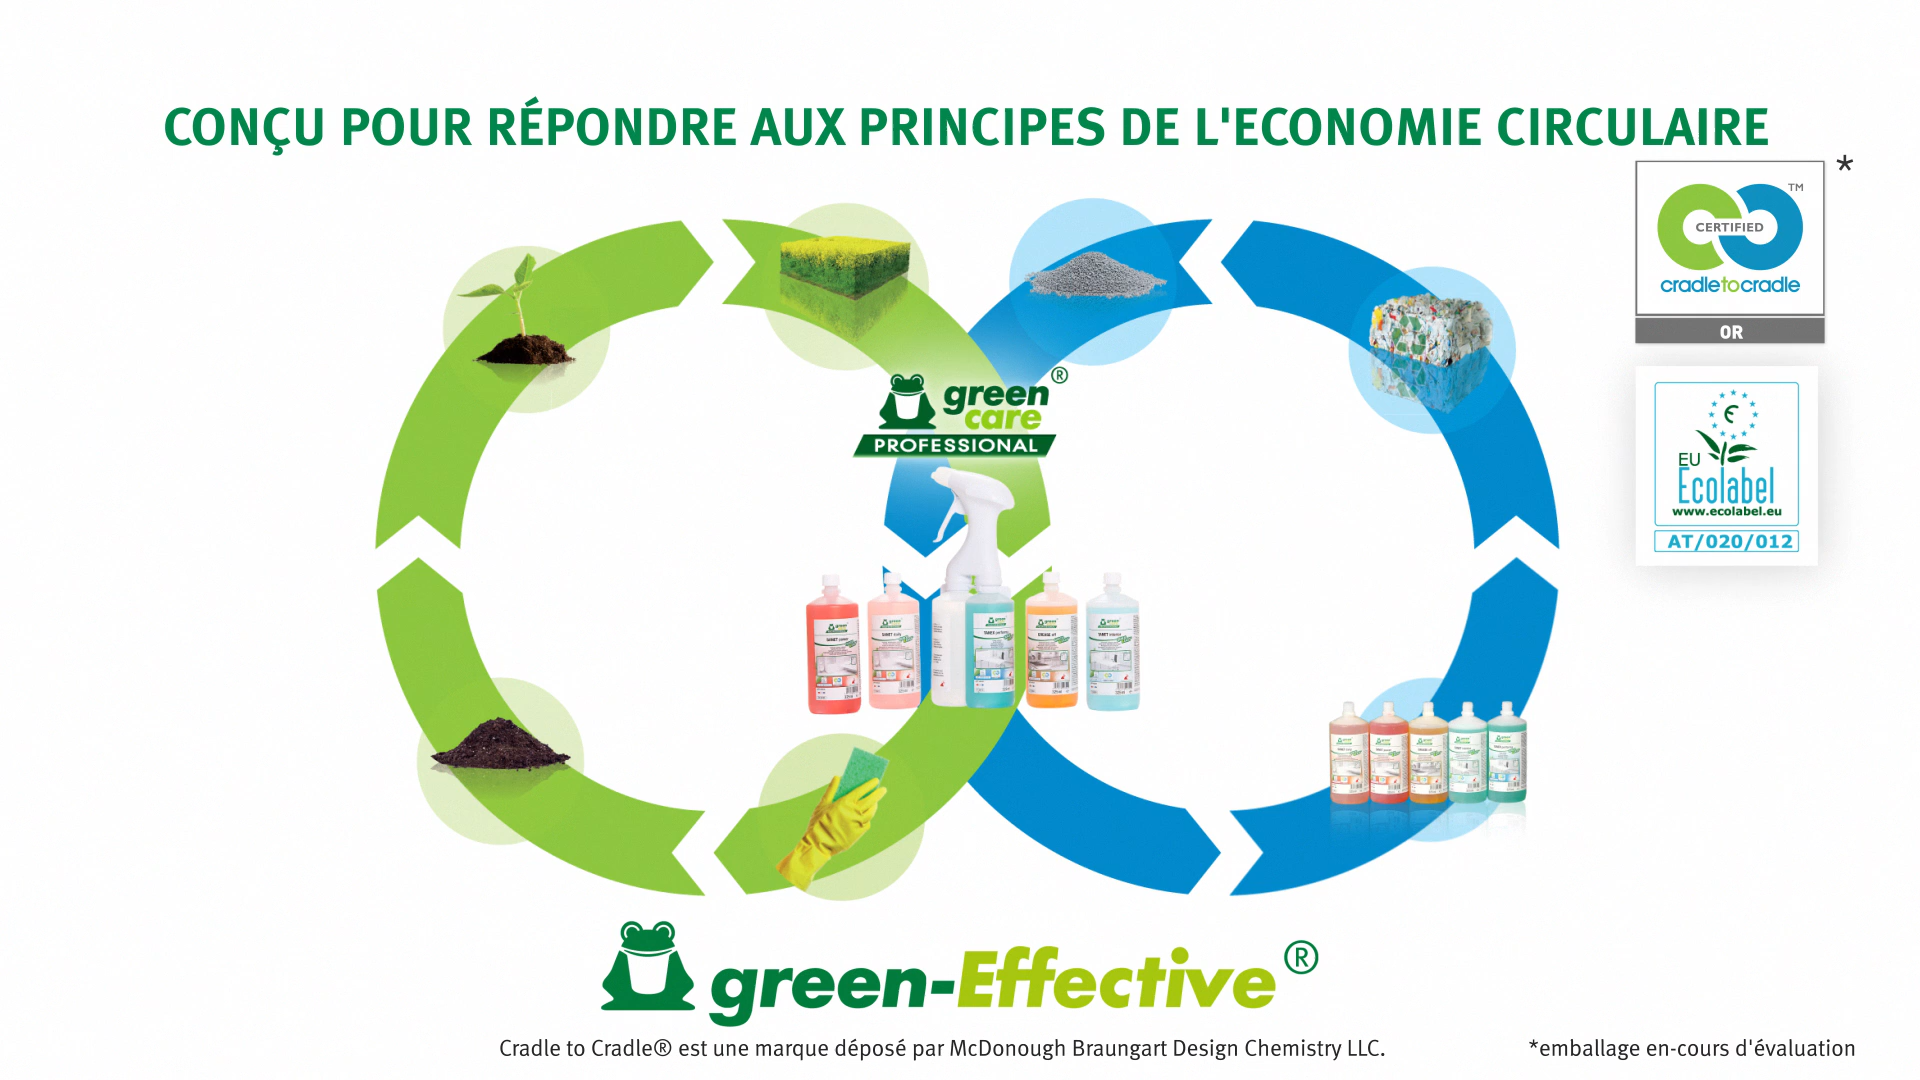 CONÇU POUR RÉPONDRE AUX PRINCIPES DE L'ECONOMIE CIRCULAIRE
*
TM
CERTIFIED
cradletocradle
OR
green
care
®
PROFESSIONAL
EU
Ecolabel
www.ecolabel.eu
AT/020/012
green-Effective®
Cradle to Cradle® est une marque déposé par McDonough Braungart Design Chemistry LLC.
*emballage en-cours d'évaluation